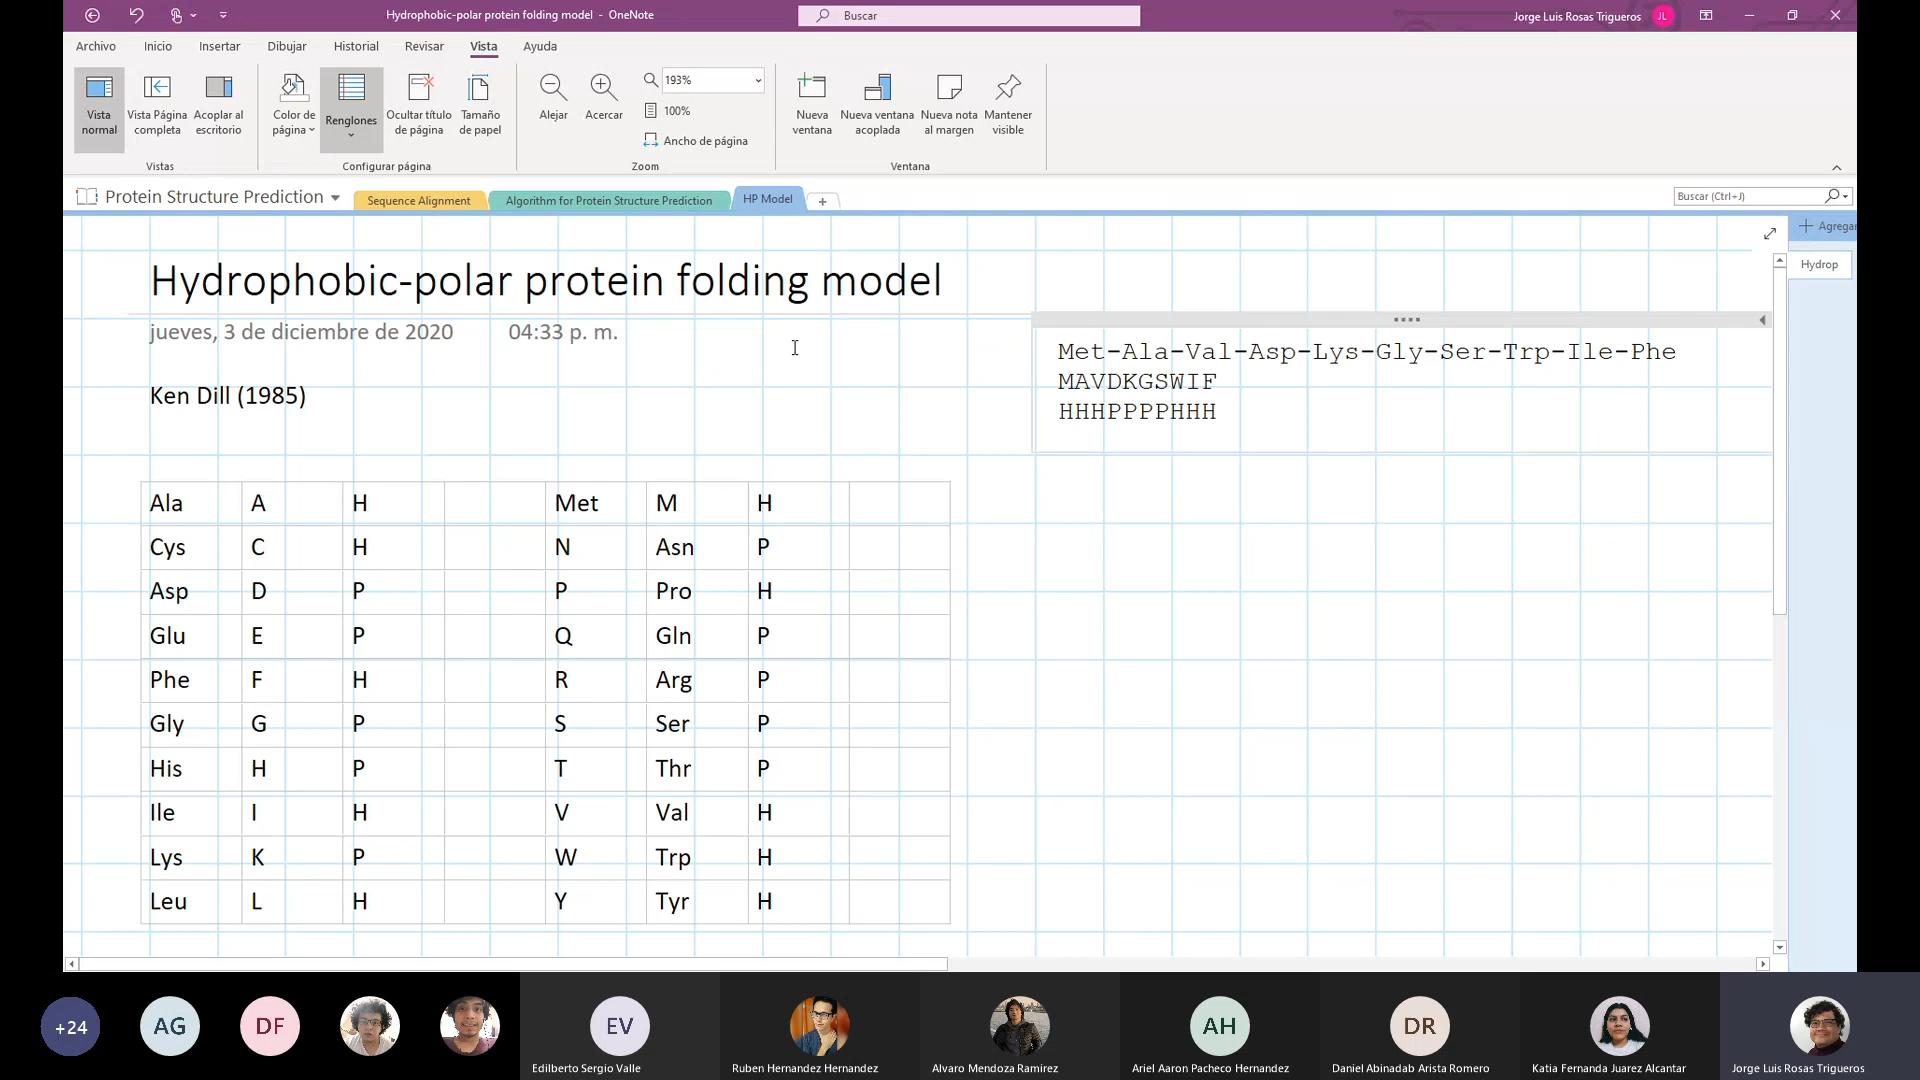 Hydrophobic-polar protein folding model - OneNote
Buscar
Jorge Luis Rosas Trigueros
JL
Archivo Inicio Insertar Dibujar Historial Revisar Vista Ayuda
Vista normal
Vista Página completa
Acoplar al escritorio
Color de página
Renglones
Ocultar título de página
Tamaño de papel
Alejar
Acercar
193%
100%
Ancho de página
Nueva ventana
Nueva ventana acoplada
Nueva nota al margen
Mantener visible
Vistas
Configurar página
Zoom
Ventana
Protein Structure Prediction
Sequence Alignment
Algorithm for Protein Structure Prediction
HP Model
Buscar (Ctrl+J)
Agregar
Hydrop
Hydrophobic-polar protein folding model
jueves, 3 de diciembre de 2020 04:33 p. m.
Ken Dill (1985)
Met-Ala-Val-Asp-Lys-Gly-Ser-Trp-Ile-Phe
MAVDKGSWIF
HHHPPPPHHH
Ala A H Met M H
Cys C H N Asn P
Asp D P P Pro H
Glu E P Q Gln P
Phe F H R Arg P
Gly G P S Ser P
His H P T Thr P
Ile I H V Val H
Lys K P W Trp H
Leu L H Y Tyr H
+24
AG
DF
EV
AH
DR
Edilberto Sergio Valle
Ruben Hernandez Hernandez
Alvaro Mendoza Ramirez
Ariel Aaron Pacheco Hernandez
Daniel Abinadab Arista Romero
Katia Fernanda Juarez Alcantar
Jorge Luis Rosas Trigueros